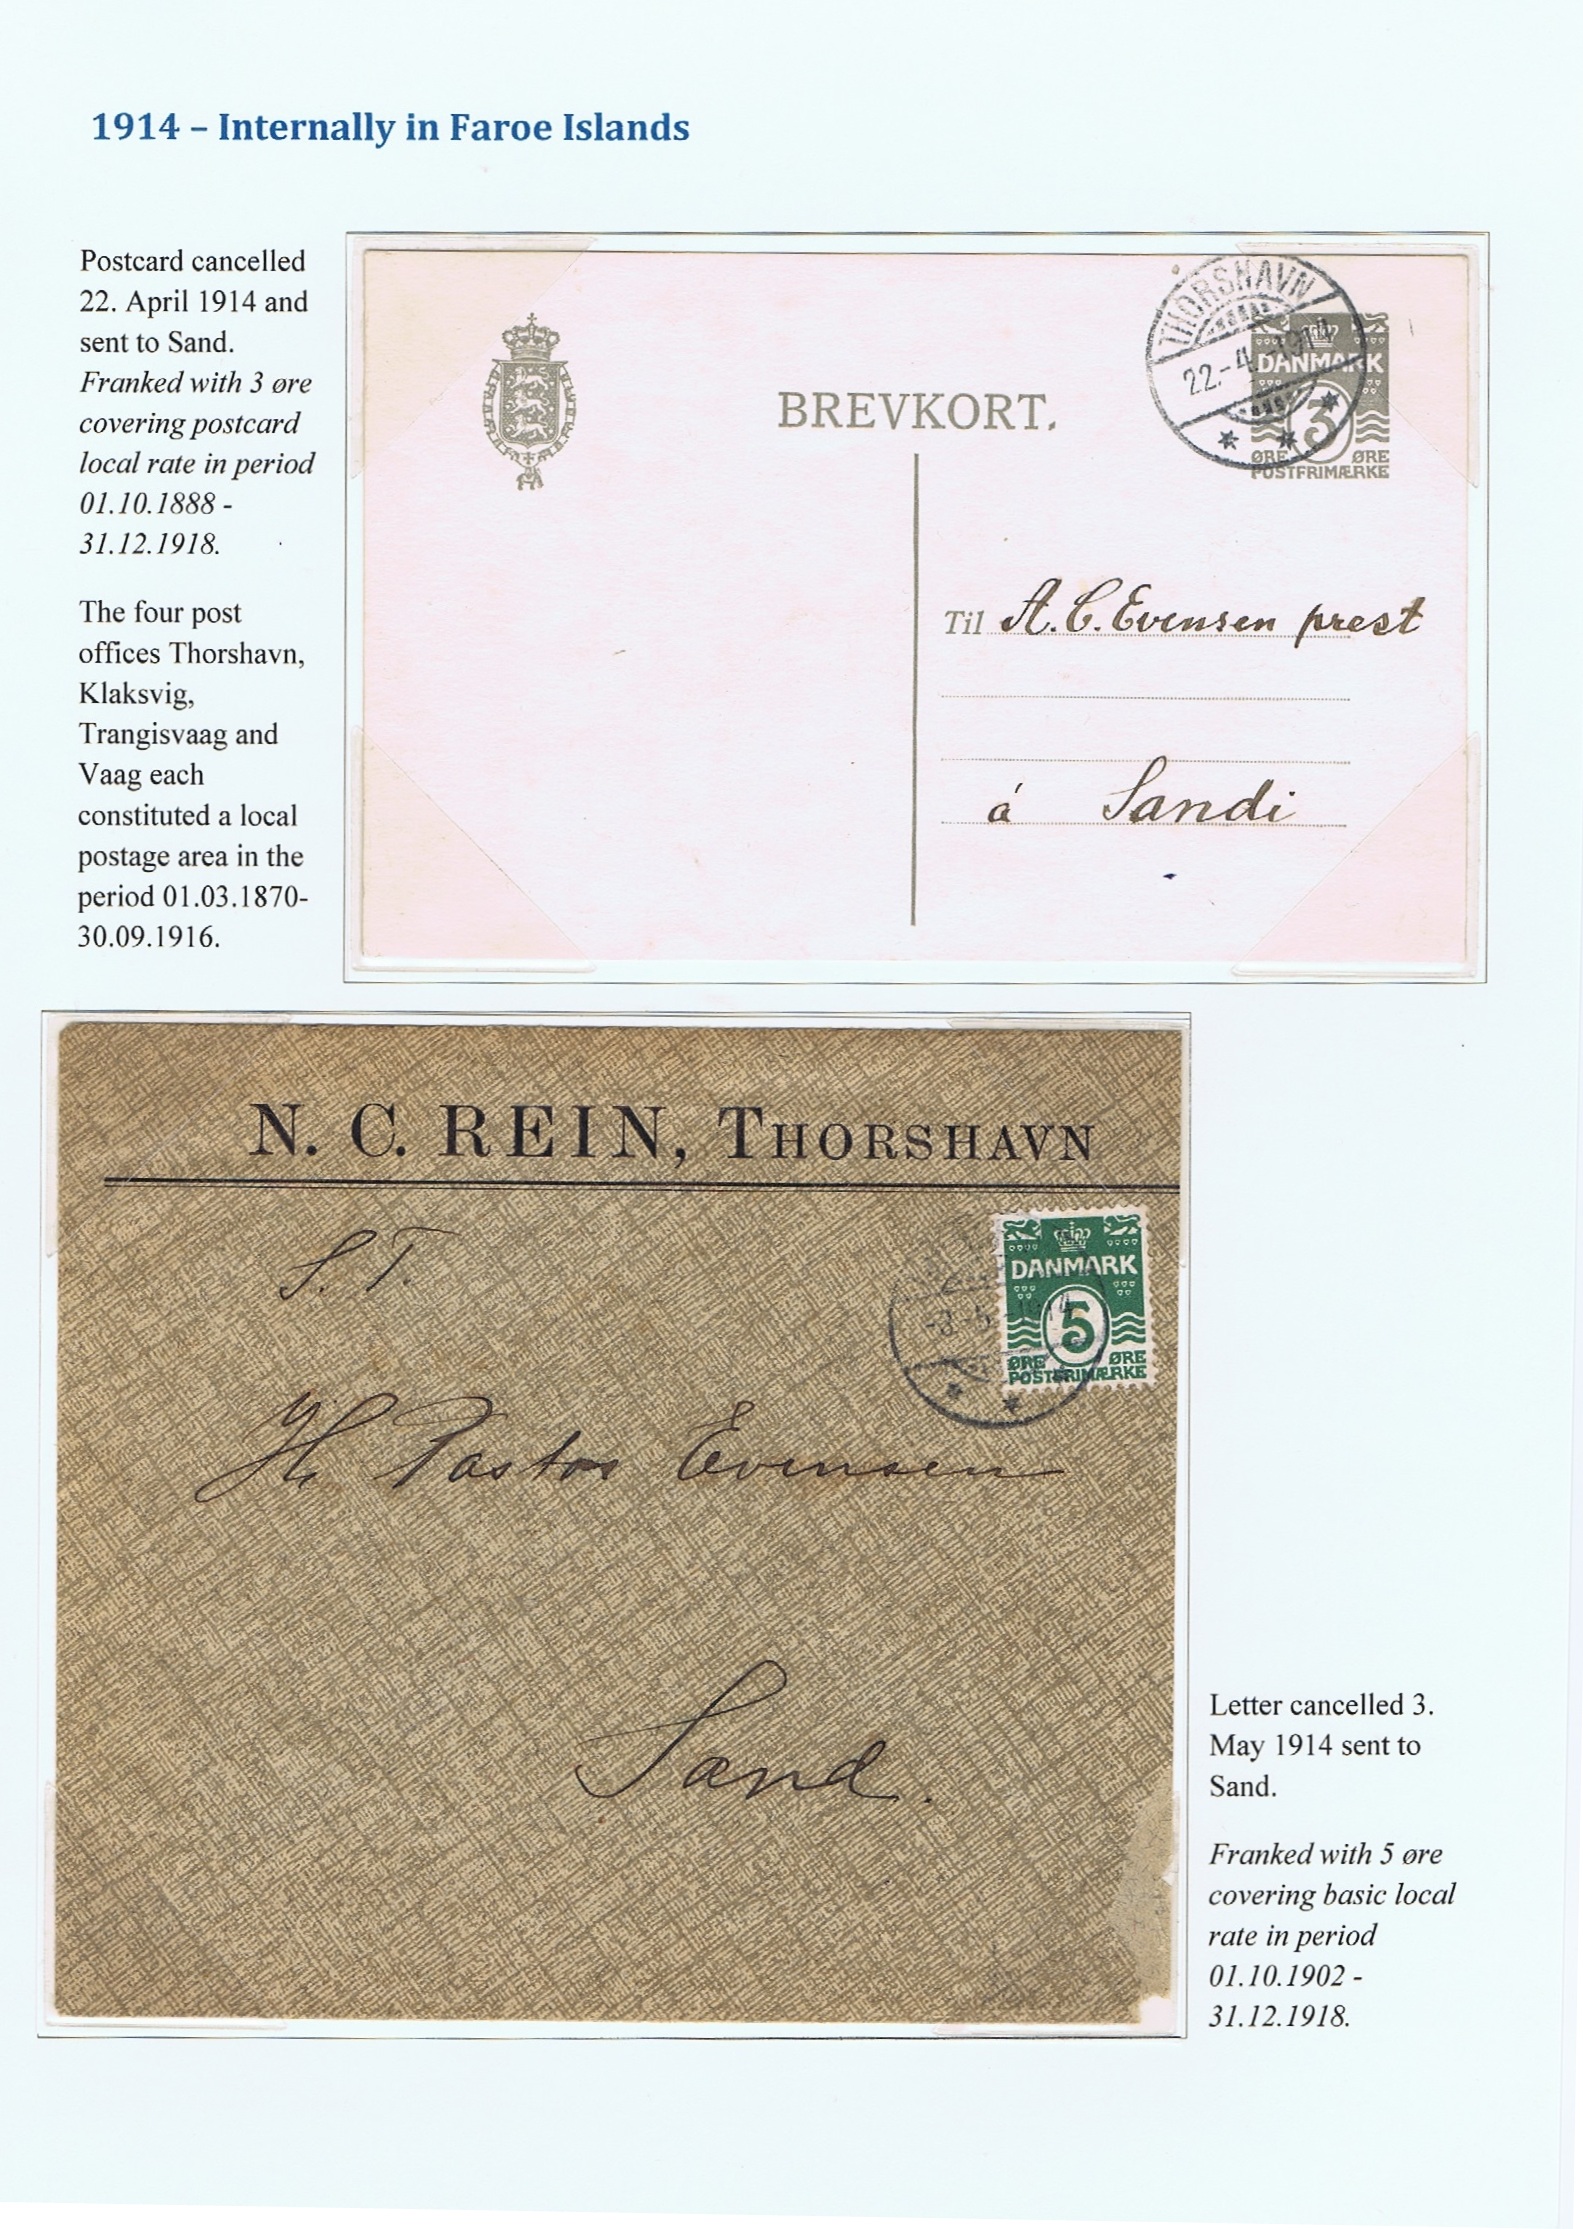 1914 – Internally in Faroe Islands
Postcard cancelled
22. April 1914 and
sent to Sand.
Franked with 3 øre
covering postcard
local rate in period
01.10.1888 -
31.12.1918.
The four post
offices Thorshavn,
Klaksvig,
Trangisvaag and
Vaag each
constituted a local
postage area in the
period 01.03.1870-
30.09.1916.
BREVKORT.
THORSHAVN
22.-4. 1914
DANMARK
3
ØRE ØRE
POSTFRIMÆRKE
Til A. C. Evensen prest
á Sandi
N. C. REIN, THORSHAVN
S. T.
DANMARK
5
ØRE ØRE
POSTFRIMÆRKE
-3.-5.-1914
Hr Pastor Evensen
Sand.
Letter cancelled 3.
May 1914 sent to
Sand.
Franked with 5 øre
covering basic local
rate in period
01.10.1902 -
31.12.1918.